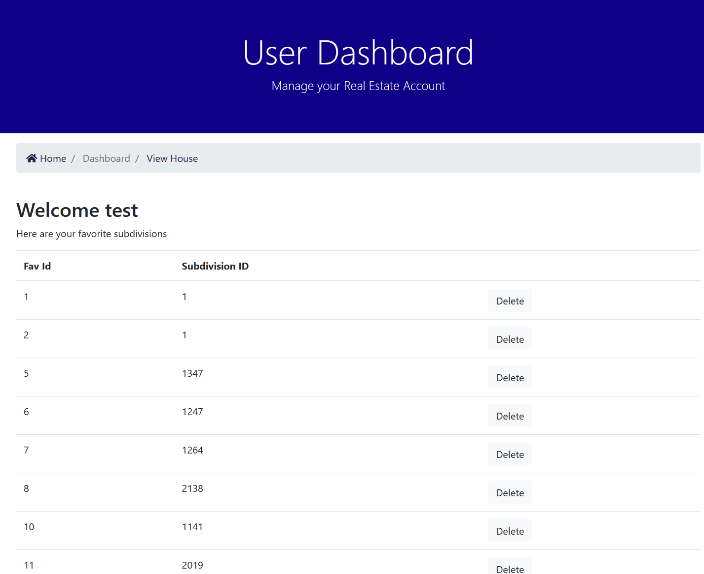 User Dashboard
Manage your Real Estate Account
Home / Dashboard / View House
Welcome test
Here are your favorite subdivisions
Fav Id Subdivision ID
1 1 Delete
2 1 Delete
5 1347 Delete
6 1247 Delete
7 1264 Delete
8 2138 Delete
10 1141 Delete
11 2019 Delete